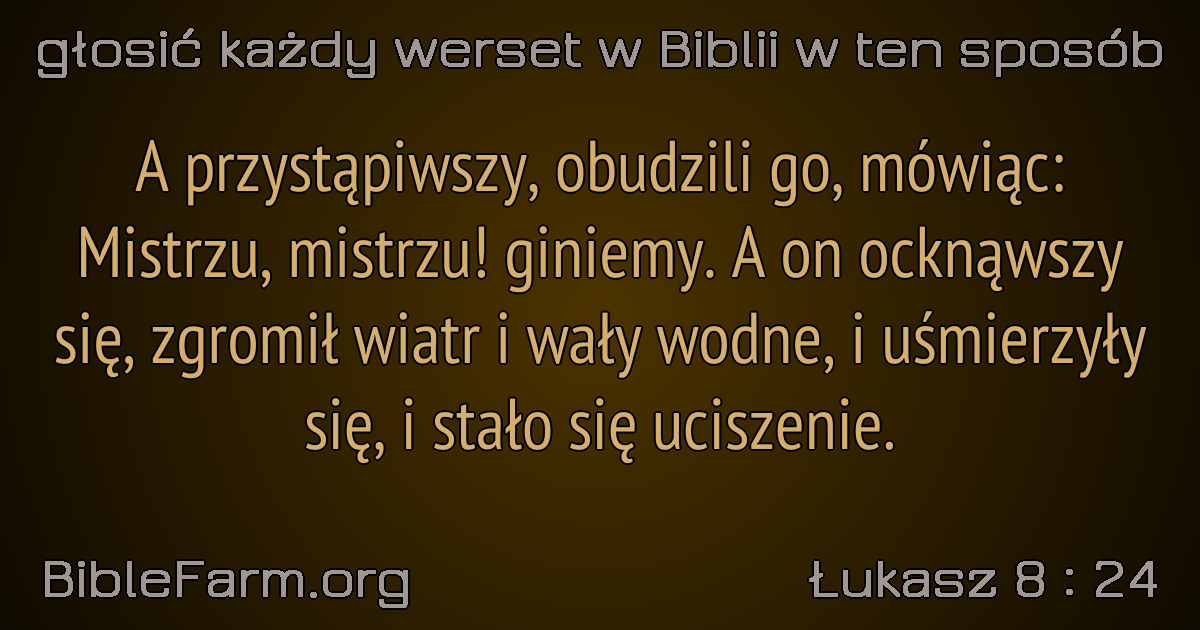 głosić każdy werset w Biblii w ten sposób
A przystąpiwszy, obudzili go, mówiąc:
Mistrzu, mistrzu! giniemy. A on ocknąwszy
się, zgromił wiatr i wały wodne, i uśmierzyły
się, i stało się uciszenie.
BibleFarm.org
Łukasz 8 : 24